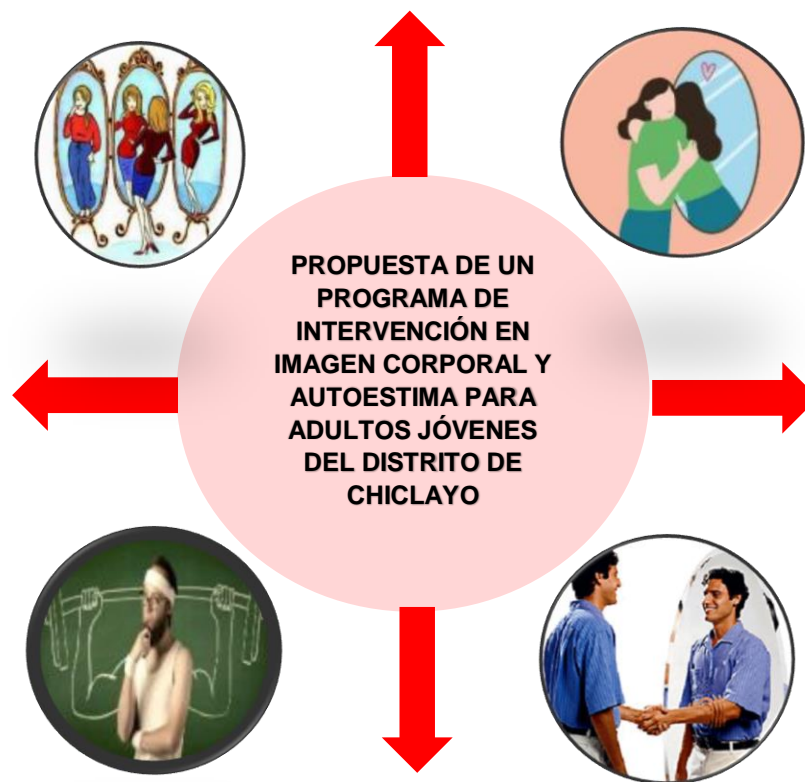 PROPUESTA DE UN
PROGRAMA DE
INTERVENCIÓN EN
IMAGEN CORPORAL Y
AUTOESTIMA PARA
ADULTOS JÓVENES
DEL DISTRITO DE
CHICLAYO